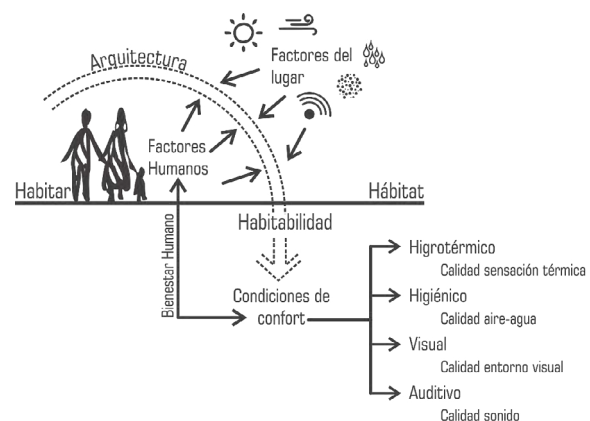 Arquitectura
Factores del
lugar
Factores
Humanos
Habitar
Hábitat
Habitabilidad
Bienestar Humano
Condiciones de
confort
Higrotérmico
Calidad sensación térmica
Higiénico
Calidad aire-agua
Visual
Calidad entorno visual
Auditivo
Calidad sonido